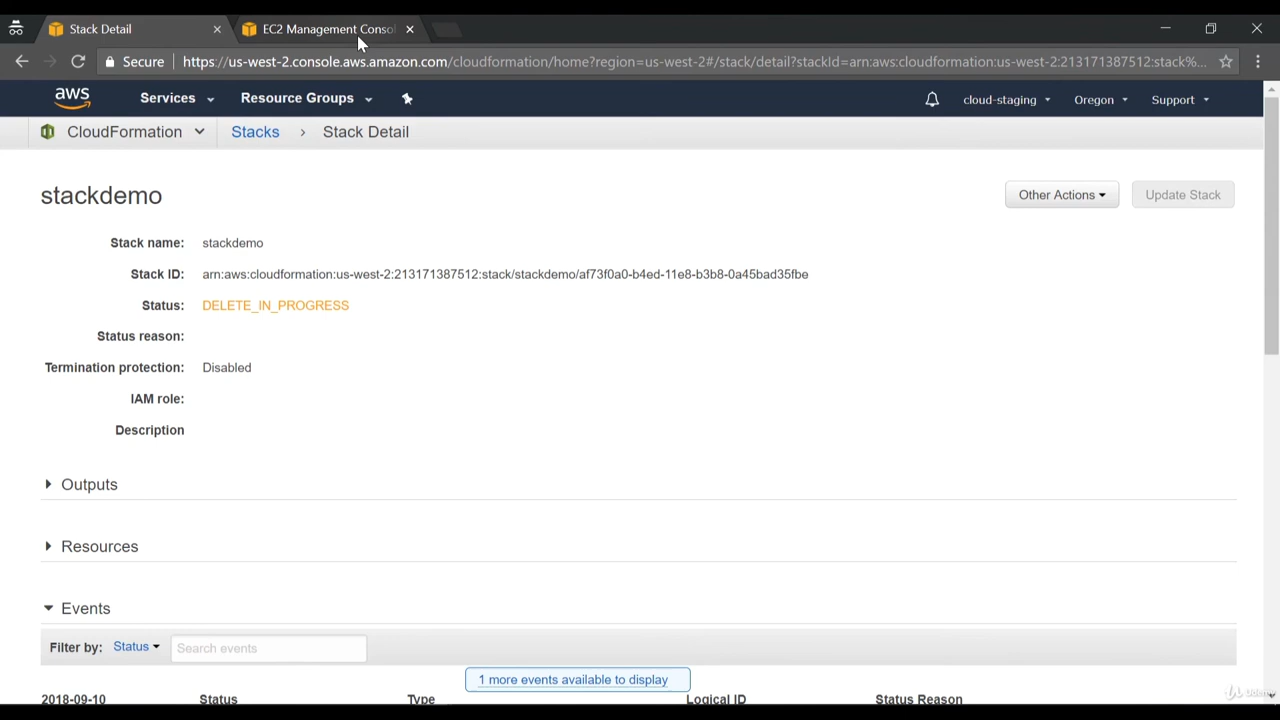 Stack Detail
EC2 Management Consol
Secure
https://us-west-2.console.aws.amazon.com/cloudformation/home?region=us-west-2#/stack/detail?stackId=arn:aws:cloudformation:us-west-2:213171387512:stack%...
aws Services Resource Groups cloud-staging Oregon Support
CloudFormation Stacks > Stack Detail
stackdemo
Other Actions Update Stack
Stack name: stackdemo
Stack ID: arn:aws:cloudformation:us-west-2:213171387512:stack/stackdemo/af73f0a0-b4ed-11e8-b3b8-0a45bad35fbe
Status: DELETE_IN_PROGRESS
Status reason:
Termination protection: Disabled
IAM role:
Description
Outputs
Resources
Events
Filter by: Status Search events
1 more events available to display
2018-09-10 Status Type Logical ID Status Reason
Udemy